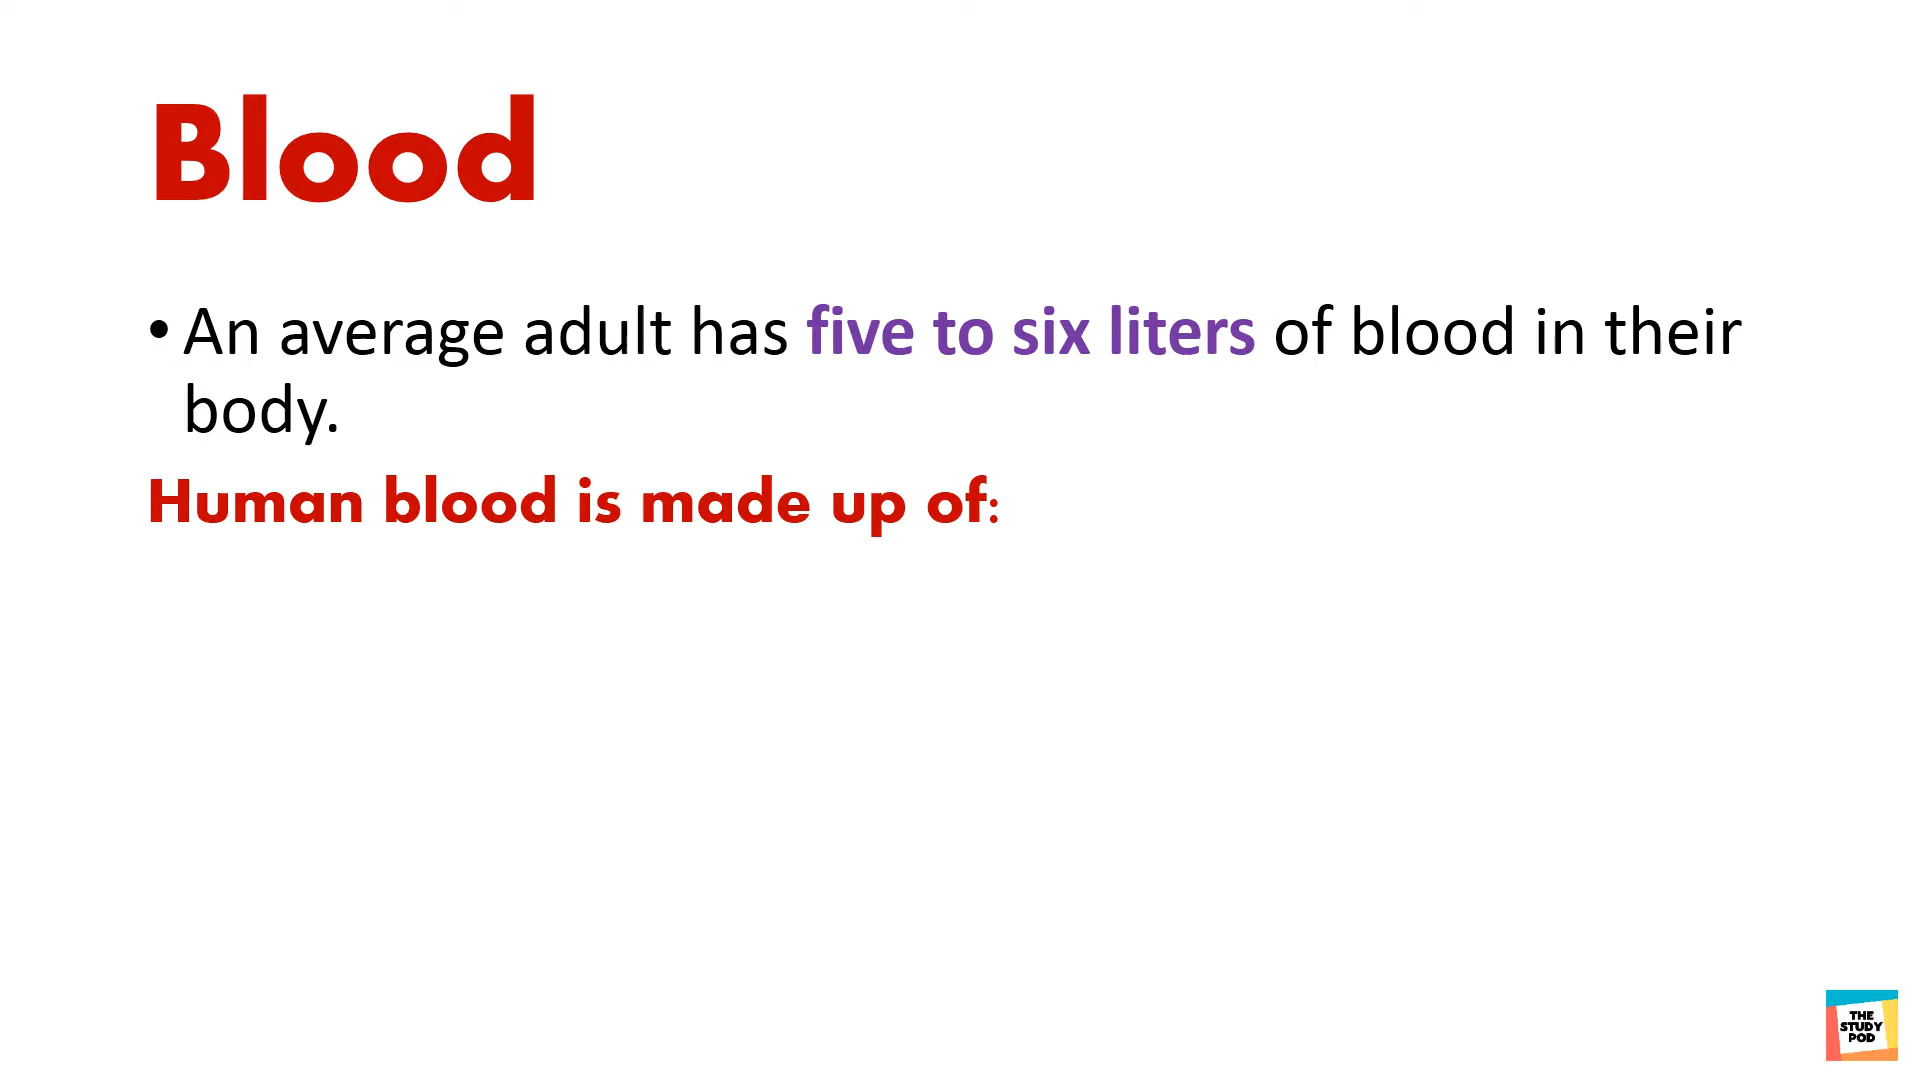 Blood
• An average adult has five to six liters of blood in their
body.
Human blood is made up of:
THE
STUDY
POD